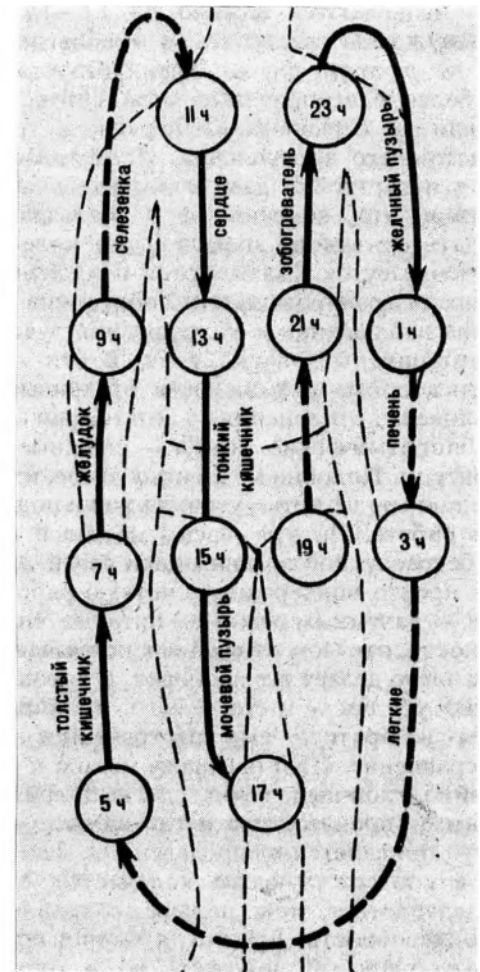 11 ч
23 ч
селезенка
сердце
зобогреватель
желчный пузырь
9 ч
13 ч
21 ч
1 ч
желудок
тонкий
кишечник
печень
7 ч
15 ч
19 ч
3 ч
толстый
кишечник
мочевой пузырь
легкие
5 ч
17 ч